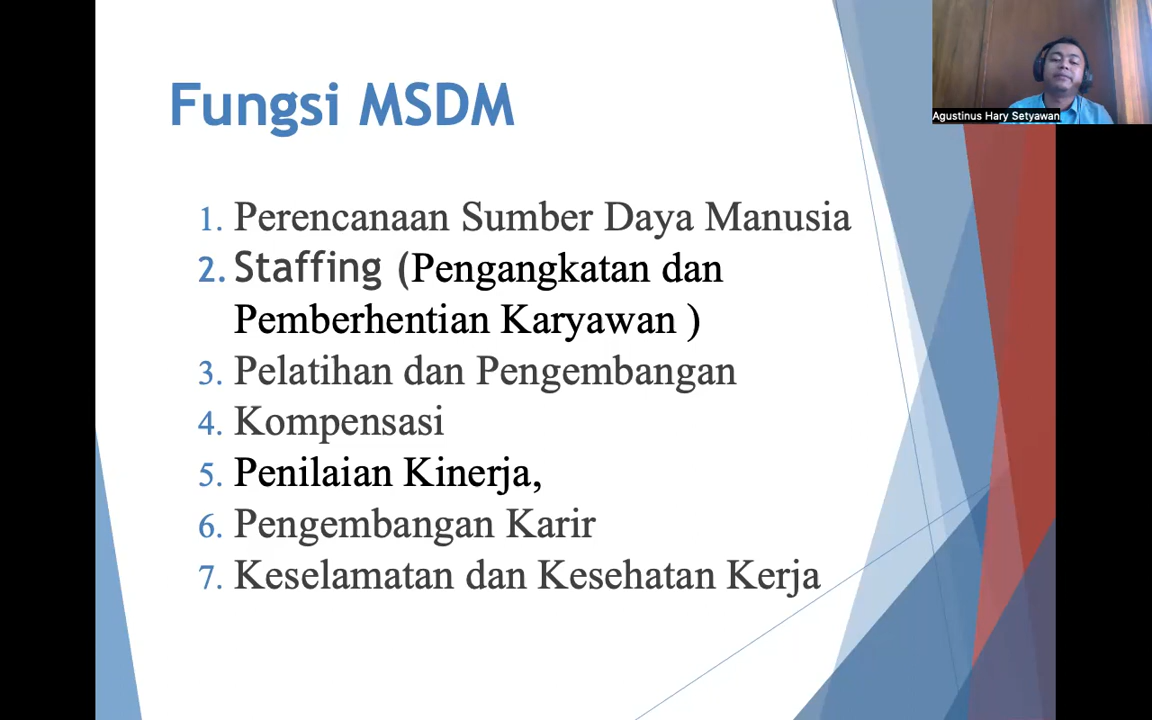 Fungsi MSDM
Agustinus Hary Setyawan
1. Perencanaan Sumber Daya Manusia
2. Staffing (Pengangkatan dan
Pemberhentian Karyawan )
3. Pelatihan dan Pengembangan
4. Kompensasi
5. Penilaian Kinerja,
6. Pengembangan Karir
7. Keselamatan dan Kesehatan Kerja